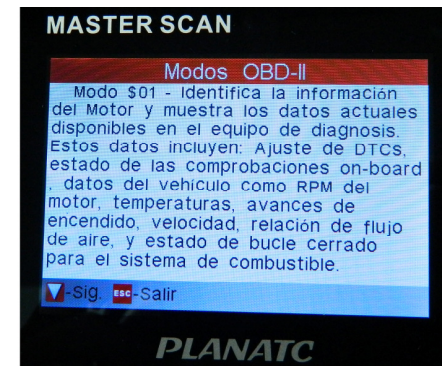 MASTER SCAN
Modos OBD-II
Modo $01 - Identifica la información
del Motor y muestra los datos actuales
disponibles en el equipo de diagnosis.
Estos datos incluyen: Ajuste de DTCs,
estado de las comprobaciones on-board
, datos del vehículo como RPM del
motor, temperaturas, avances de
encendido, velocidad, relación de flujo
de aire, y estado de bucle cerrado
para el sistema de combustible.
-Sig. ESC-Salir
PLANATC